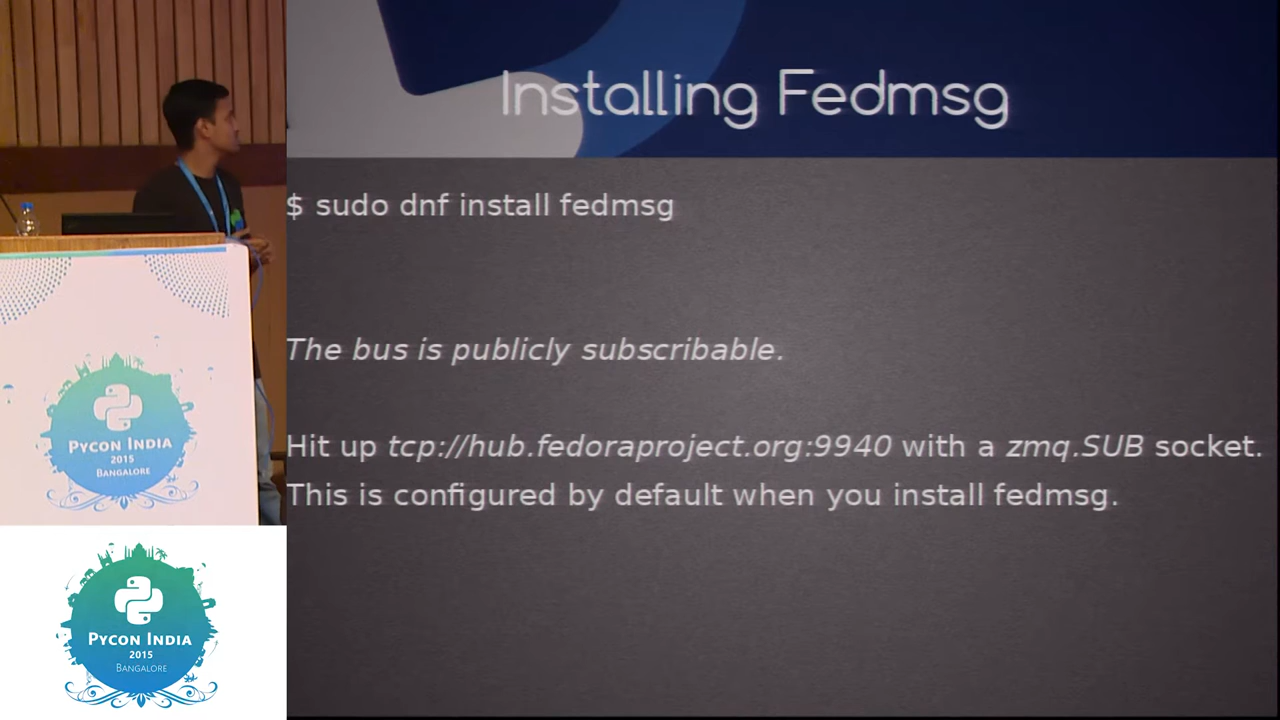 Installing Fedmsg
$ sudo dnf install fedmsg
The bus is publicly subscribable.
Hit up tcp://hub.fedoraproject.org:9940 with a zmq.SUB socket.
This is configured by default when you install fedmsg.
PYCON INDIA
2015
BANGALORE
PYCON INDIA
2015
BANGALORE